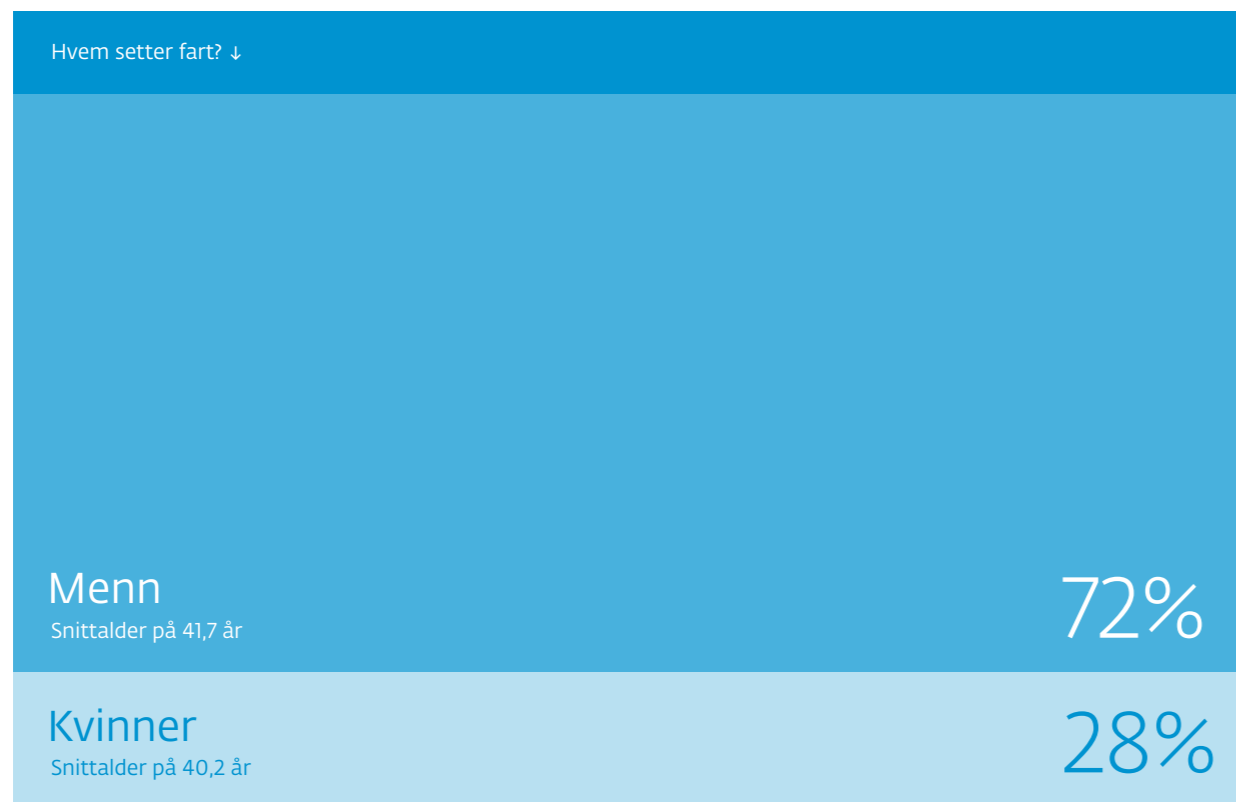 Hvem setter fart? ↓
Menn
72%
Snittalder på 41,7 år
Kvinner
28%
Snittalder på 40,2 år